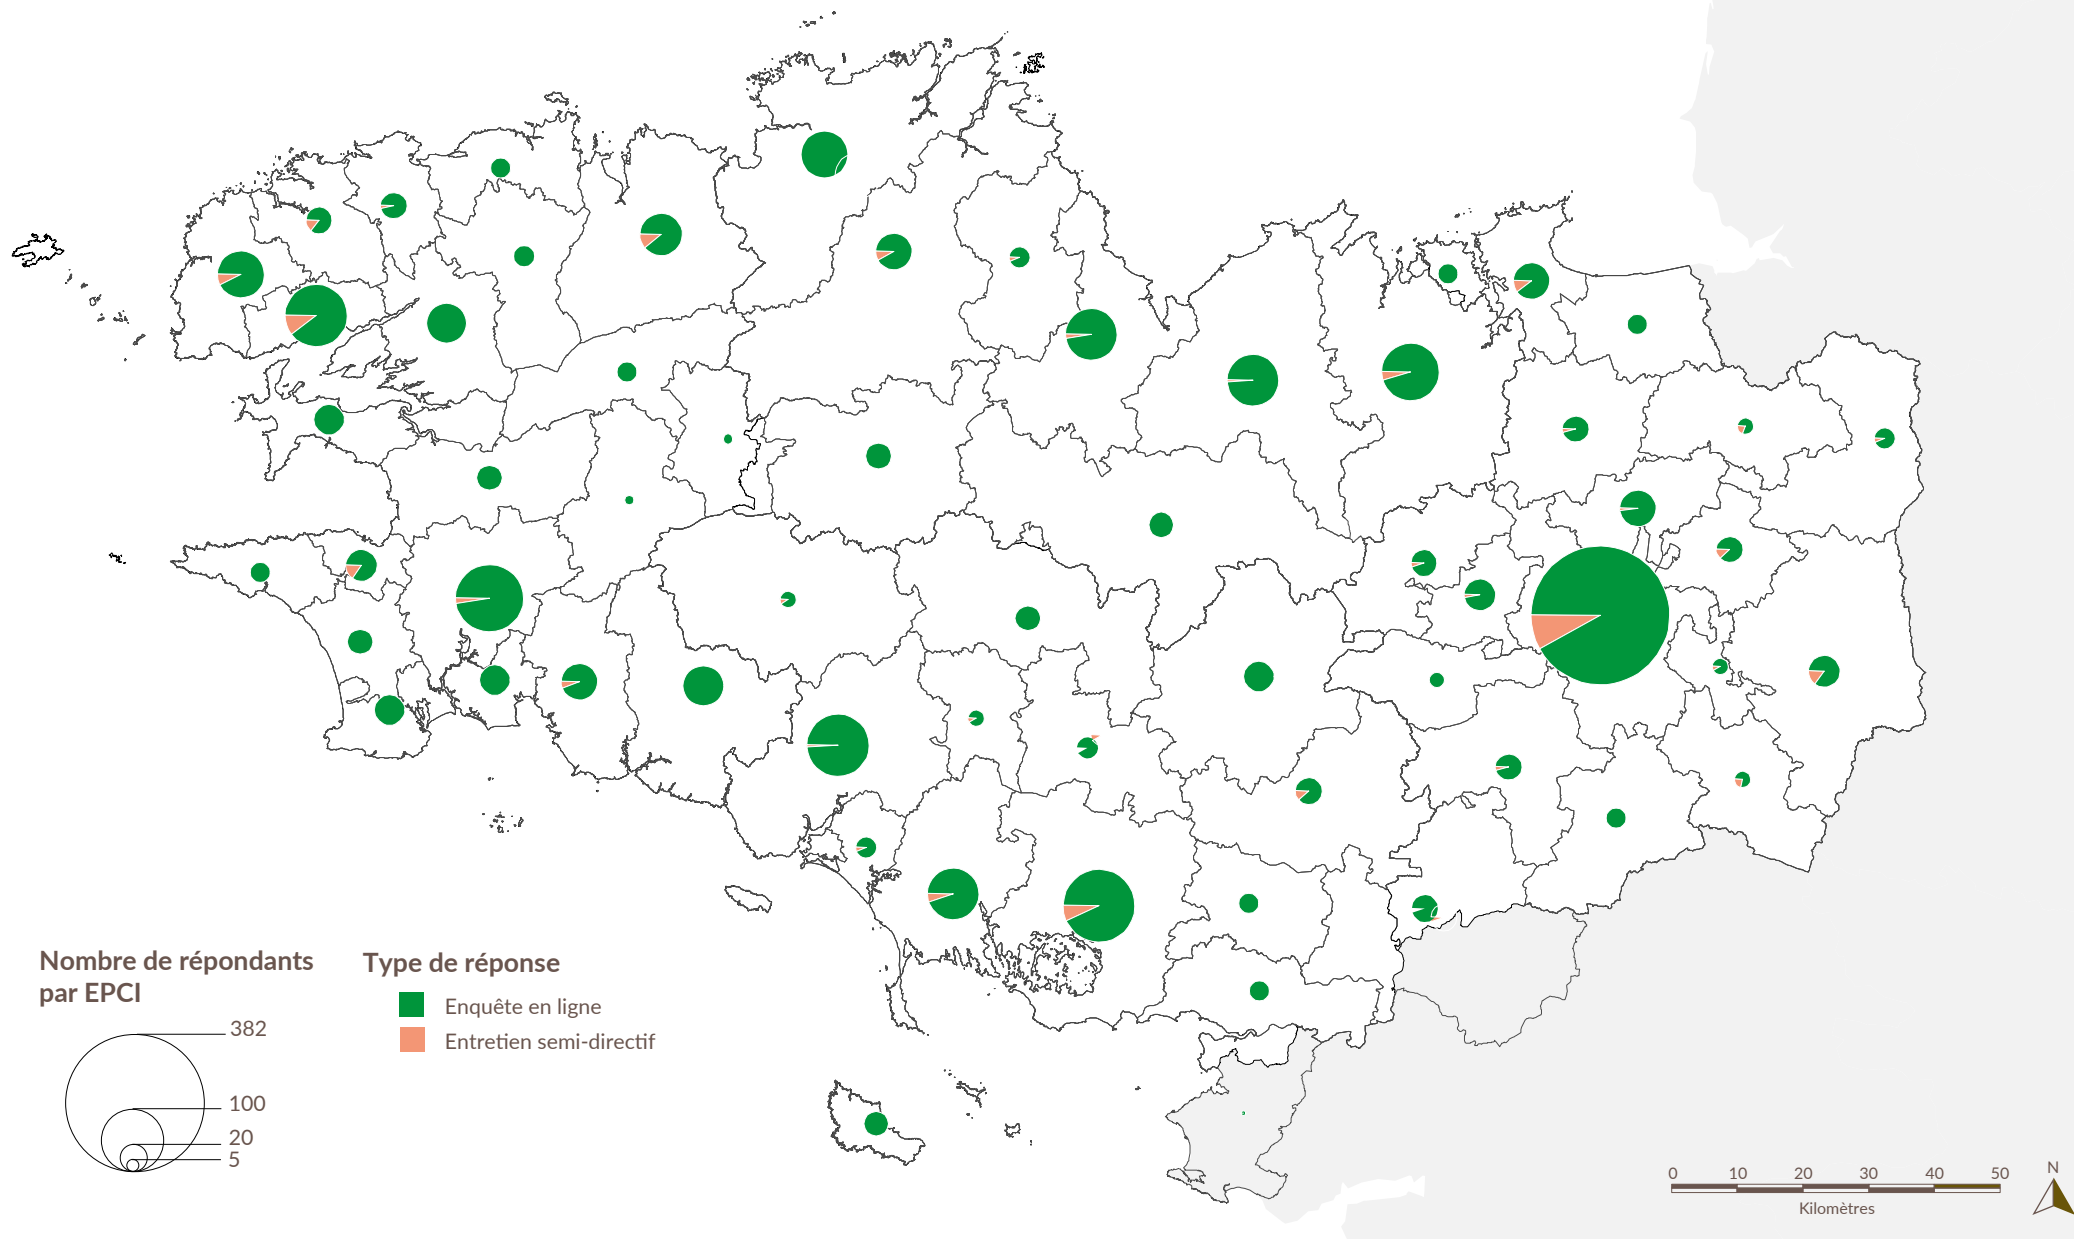 Nombre de répondants
par EPCI
382
100
20
5
Type de réponse
Enquête en ligne
Entretien semi-directif
0 10 20 30 40 50
Kilomètres
N